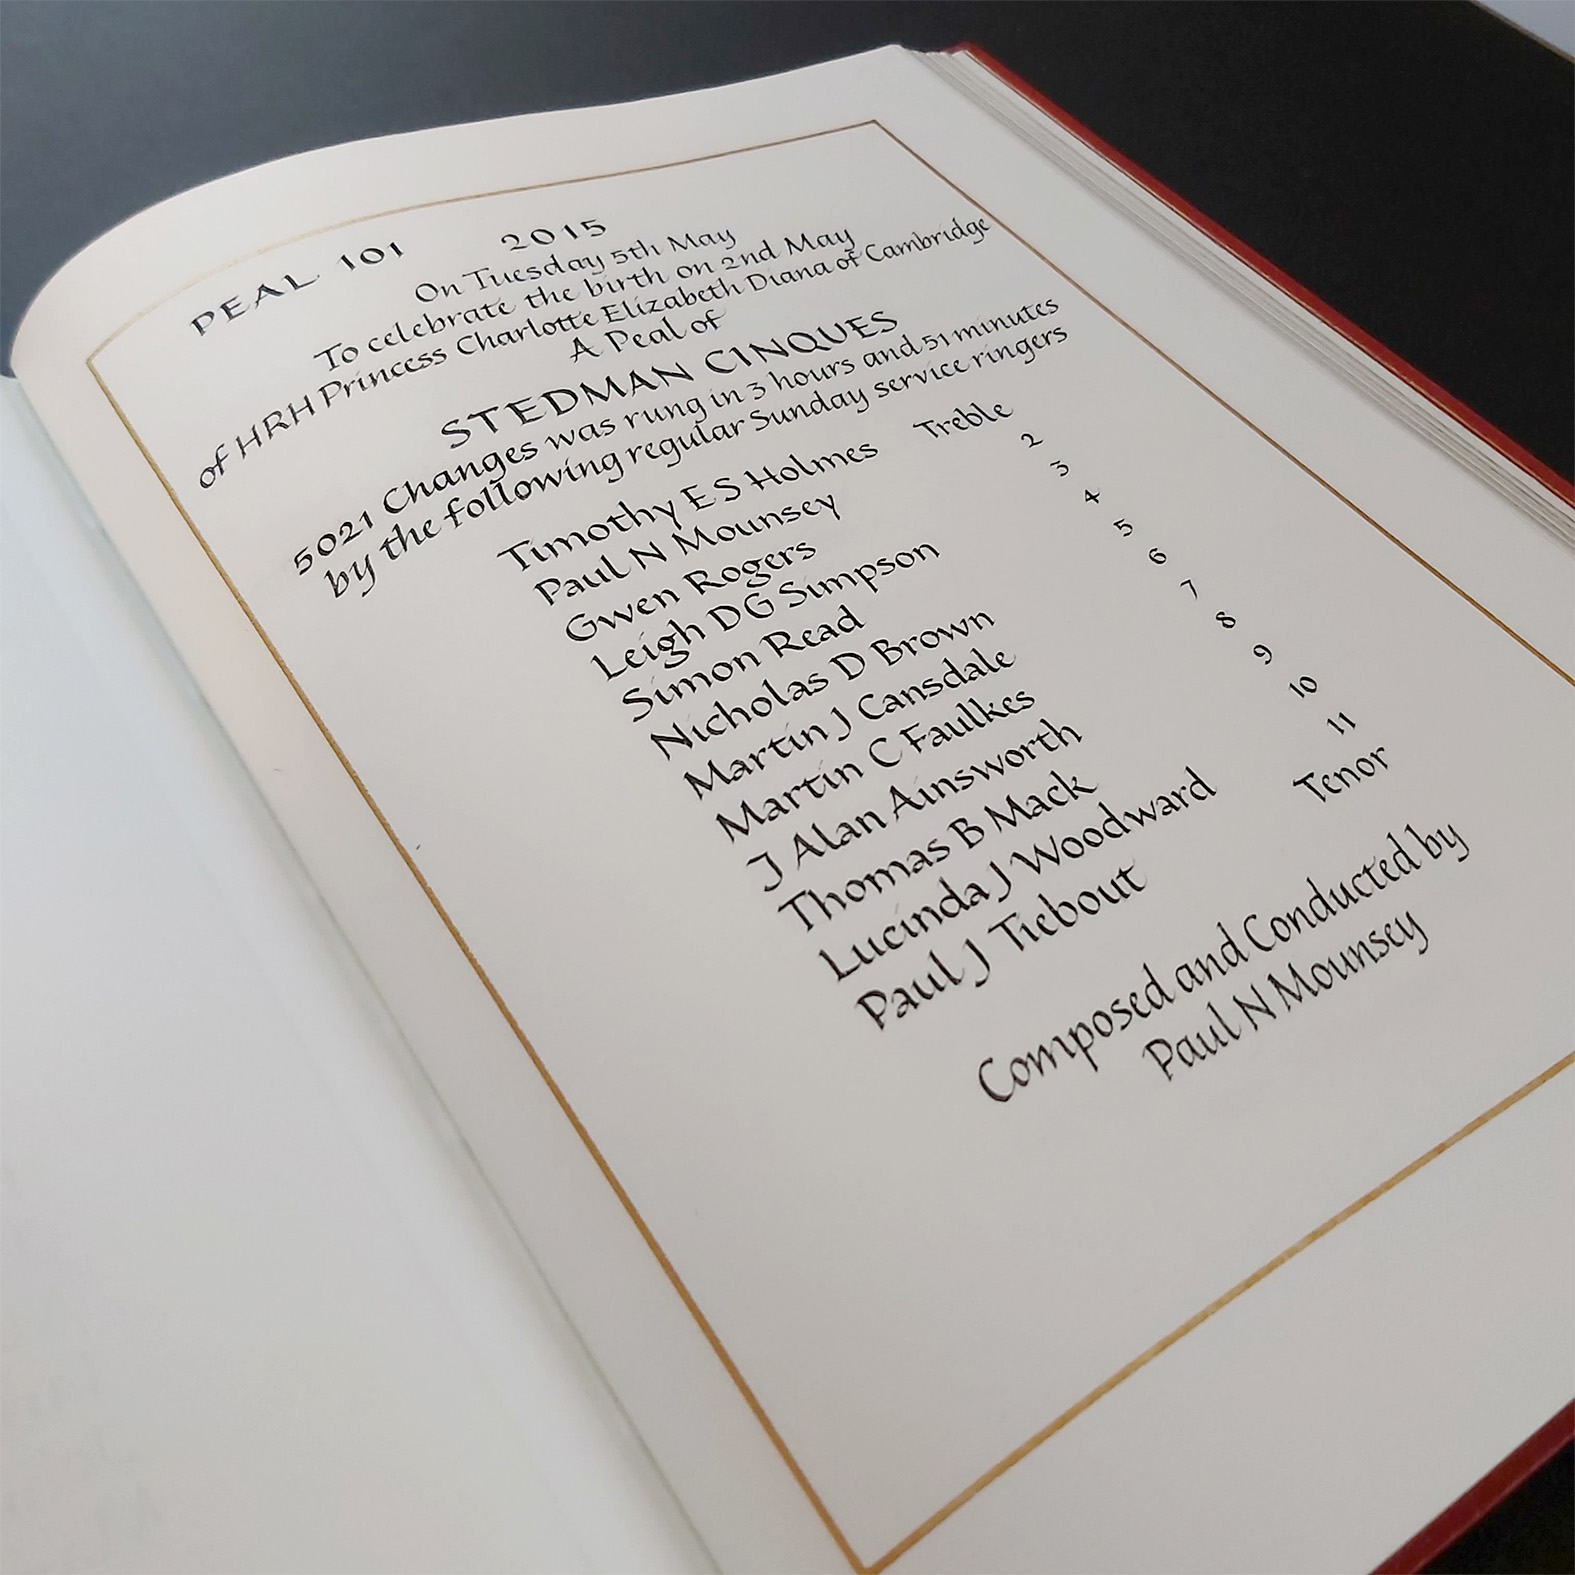 PEAL 101 2015
On Tuesday 5th May
To celebrate the birth on 2nd May
of HRH Princess Charlotte Elizabeth Diana of Cambridge
A Peal of
STEDMAN CINQUES
5021 Changes was rung in 3 hours and 51 minutes
by the following regular Sunday service ringers
Timothy ES Holmes Treble
Paul N Mounsey 2
Gwen Rogers 3
Leigh DG Simpson 4
Simon Read 5
Nicholas D Brown 6
Martin J Cansdale 7
Martin C Faulkes 8
J Alan Ainsworth 9
Thomas B Mack 10
Lucinda J Woodward 11
Paul J Tiebout Tenor
Composed and Conducted by
Paul N Mounsey